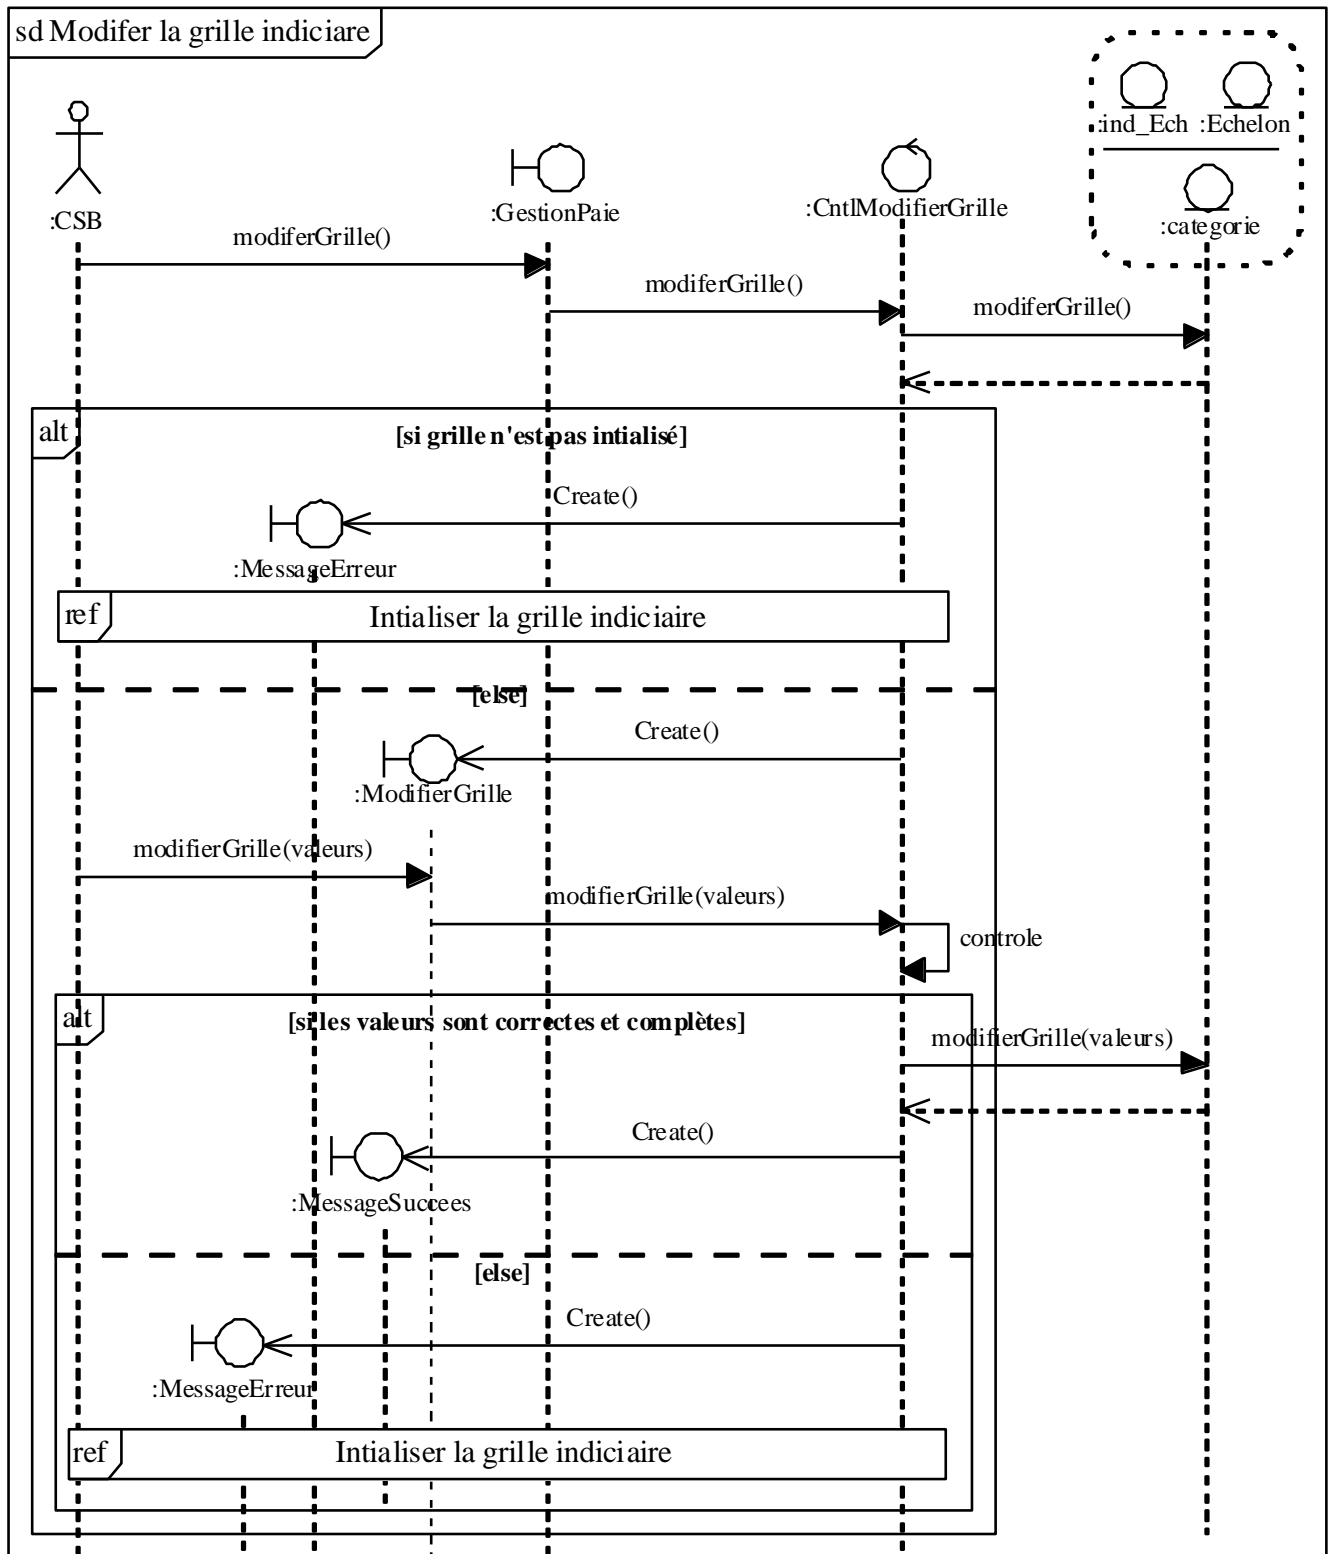 sd Modifer la grille indiciare
:ind_Ech :Echelon
:CSB
:GestionPaie
:CntlModifierGrille
:categorie
modiferGrille()
modiferGrille()
modiferGrille()
alt
[si grille n'est pas intialisé]
Create()
:MessageErreur
ref
Intialiser la grille indiciaire
[else]
Create()
:ModifierGrille
modifierGrille(valeurs)
modifierGrille(valeurs)
controle
alt
[si les valeurs sont correctes et complètes]
modifierGrille(valeurs)
Create()
:MessageSuccees
[else]
Create()
:MessageErreur
ref
Intialiser la grille indiciaire